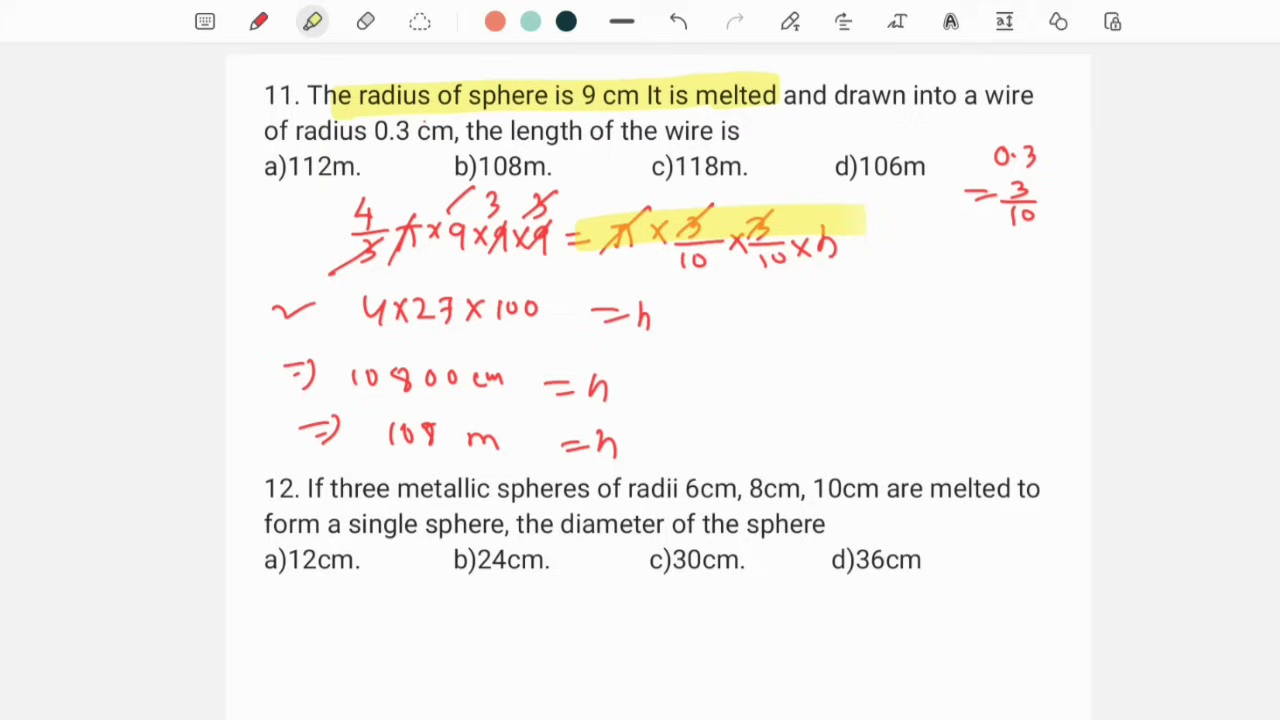 11. The radius of sphere is 9 cm It is melted and drawn into a wire
of radius 0.3 cm, the length of the wire is
a)112m. b)108m. c)118m. d)106m
0.3
= 3/10
4/3 π × 9 × 9 × 9 = π × 3/10 × 3/10 × h
3 3
4 × 27 × 100 = h
⇒ 10800 cm = h
⇒ 108 m = h
12. If three metallic spheres of radii 6cm, 8cm, 10cm are melted to
form a single sphere, the diameter of the sphere
a)12cm. b)24cm. c)30cm. d)36cm